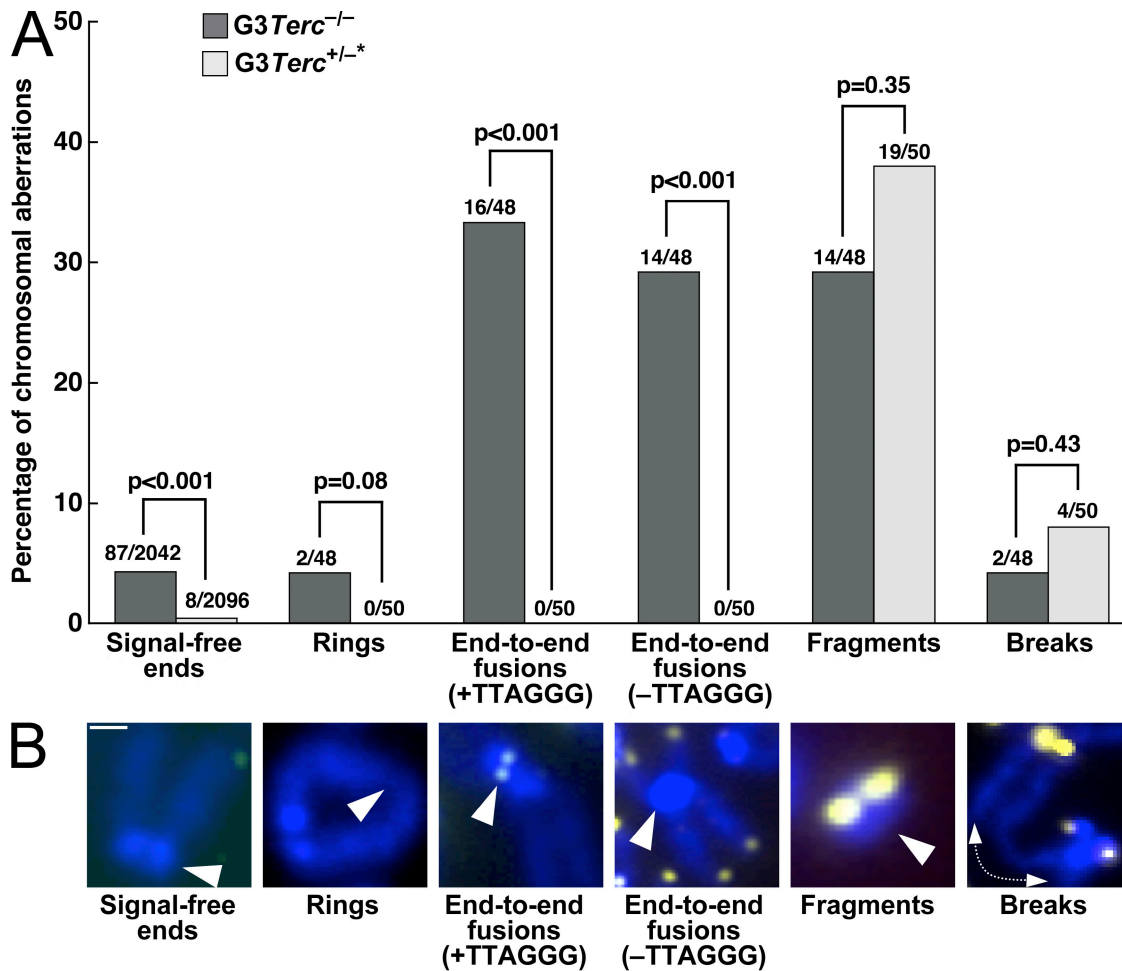 A
50
G3Terc–/–
G3Terc+/–*
Percentage of chromosomal aberrations
40
30
20
10
0
p<0.001
87/2042
8/2096
p=0.08
2/48
0/50
p<0.001
16/48
0/50
p<0.001
14/48
0/50
p=0.35
14/48
19/50
p=0.43
2/48
4/50
Signal-free
ends
Rings
End-to-end
fusions
(+TTAGGG)
End-to-end
fusions
(–TTAGGG)
Fragments
Breaks
B
Signal-free
ends
Rings
End-to-end
fusions
(+TTAGGG)
End-to-end
fusions
(–TTAGGG)
Fragments
Breaks